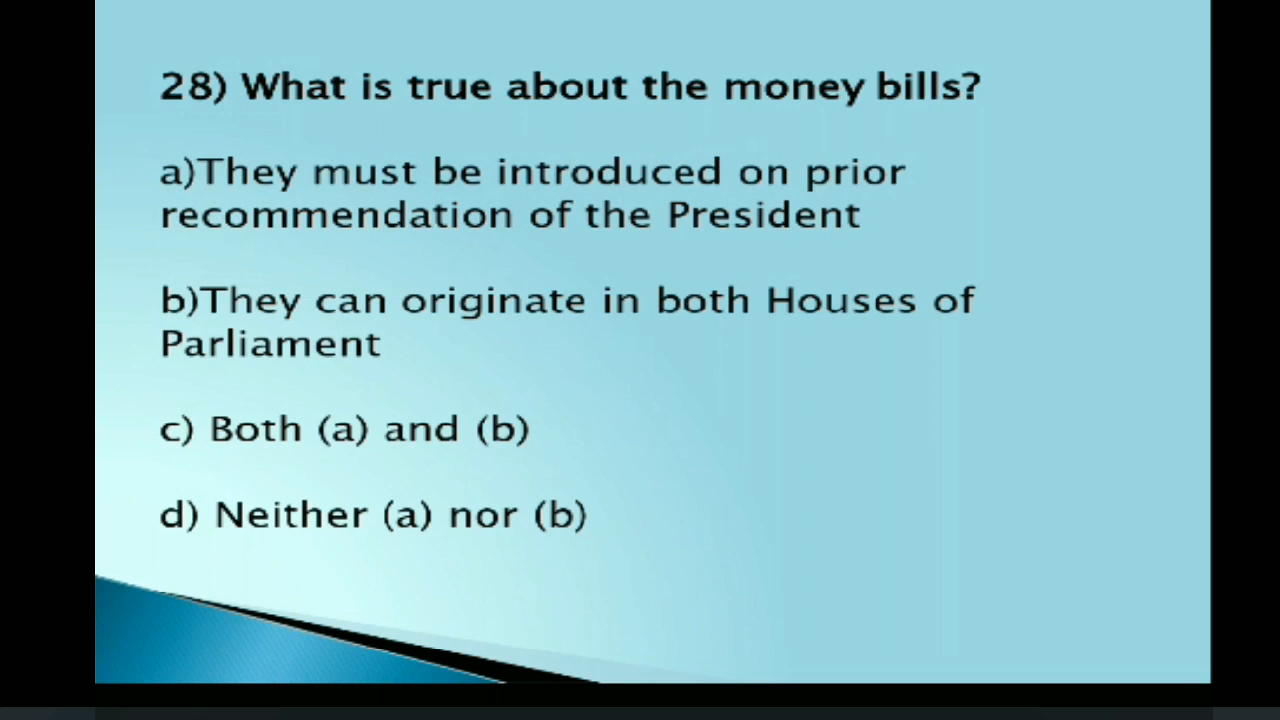 28) What is true about the money bills?
a)They must be introduced on prior
recommendation of the President
b)They can originate in both Houses of
Parliament
c) Both (a) and (b)
d) Neither (a) nor (b)